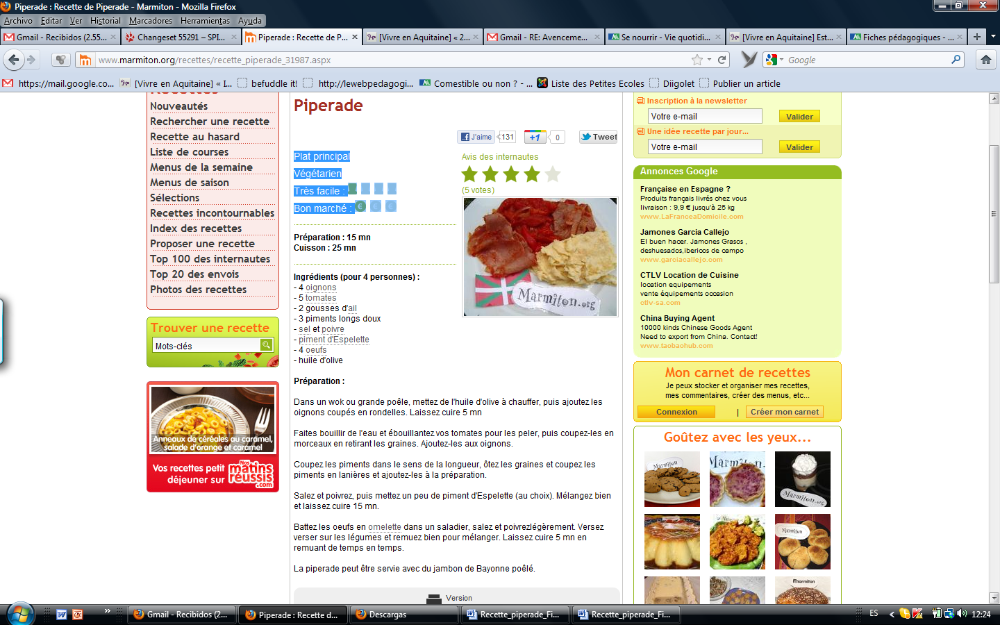 Piperade : Recette de Piperade - Marmiton - Mozilla Firefox
Archivo Editar Ver Historial Marcadores Herramientas Ayuda
Gmail - Recibidos (2.55...
Changeset 55291 – SPI...
Piperade : Recette de P...
[Vivre en Aquitaine] « 2...
Gmail - RE: Avenceme...
Se nourrir - Vie quotidi...
[Vivre en Aquitaine] Est...
Fiches pédagogiques - ...
www.marmiton.org/recettes/recette_piperade_31987.aspx
Google
https://mail.google.co...
[Vivre en Aquitaine] « I...
befuddle it!
http://lewebpedagogi...
Comestible ou non ? - ...
Liste des Petites Ecoles
Diigolet
Publier un article
Recettes
Nouveautés
Rechercher une recette
Recette au hasard
Liste de courses
Menus de la semaine
Menus de saison
Sélections
Recettes incontournables
Index des recettes
Proposer une recette
Top 100 des internautes
Top 20 des envois
Photos des recettes
Trouver une recette
Mots-clés
Anneaux de céréales au caramel,
salade d'orange et caramel
Vos recettes petit
déjeuner sur
Nos
matins
réussis
.com
Piperade
J'aime 131
+1 0
Tweet
Plat principal
Végétarien
Très facile :
Bon marché : € € €
Avis des internautes
(5 votes)
Marmiton.org
Préparation : 15 mn
Cuisson : 25 mn
Ingrédients (pour 4 personnes) :
- 4 oignons
- 5 tomates
- 2 gousses d'ail
- 3 piments longs doux
- sel et poivre
- piment d'Espelette
- 4 oeufs
- huile d'olive
Préparation :
Dans un wok ou grande poêle, mettez de l'huile d'olive à chauffer, puis ajoutez les
oignons coupés en rondelles. Laissez cuire 5 mn
Faites bouillir de l'eau et ébouillantez vos tomates pour les peler, puis coupez-les en
morceaux en retirant les graines. Ajoutez-les aux oignons.
Coupez les piments dans le sens de la longueur, ôtez les graines et coupez les
piments en lanières et ajoutez-les à la préparation.
Salez et poivrez, puis mettez un peu de piment d'Espelette (au choix). Mélangez bien
et laissez cuire 15 mn.
Battez les oeufs en omelette dans un saladier, salez et poivrezlégèrement. Versez
verser sur les légumes et remuez bien pour mélanger. Laissez cuire 5 mn en
remuant de temps en temps.
La piperade peut être servie avec du jambon de Bayonne poêlé.
Version
Inscription à la newsletter
Votre e-mail Valider
Une idée recette par jour...
Votre e-mail Valider
Annonces Google
Française en Espagne ?
Produits français livrés chez vous
livraison : 9,9 € jusqu'à 25 kg
www.LaFranceaDomicile.com
Jamones Garcia Callejo
El buen hacer. Jamones Grasos ,
deshuesados,ibericos de campo
www.garciacallejo.com
CTLV Location de Cuisine
location equipements
vente équipements occasion
ctlv-sa.com
China Buying Agent
10000 kinds Chinese Goods Agent
Need to export from China. Contact!
www.taobaohub.com
Mon carnet de recettes
Je peux stocker et organiser mes recettes,
mes commentaires, créer des menus, etc...
Connexion | Créer mon carnet
Goûtez avec les yeux...
Marmiton
Marmiton.org
Marmiton
marmiton
Gmail - Recibidos (2...
Piperade : Recette d...
Descargas
Recette_piperade_Fi...
Recette_piperade_Fi...
ES
12:24